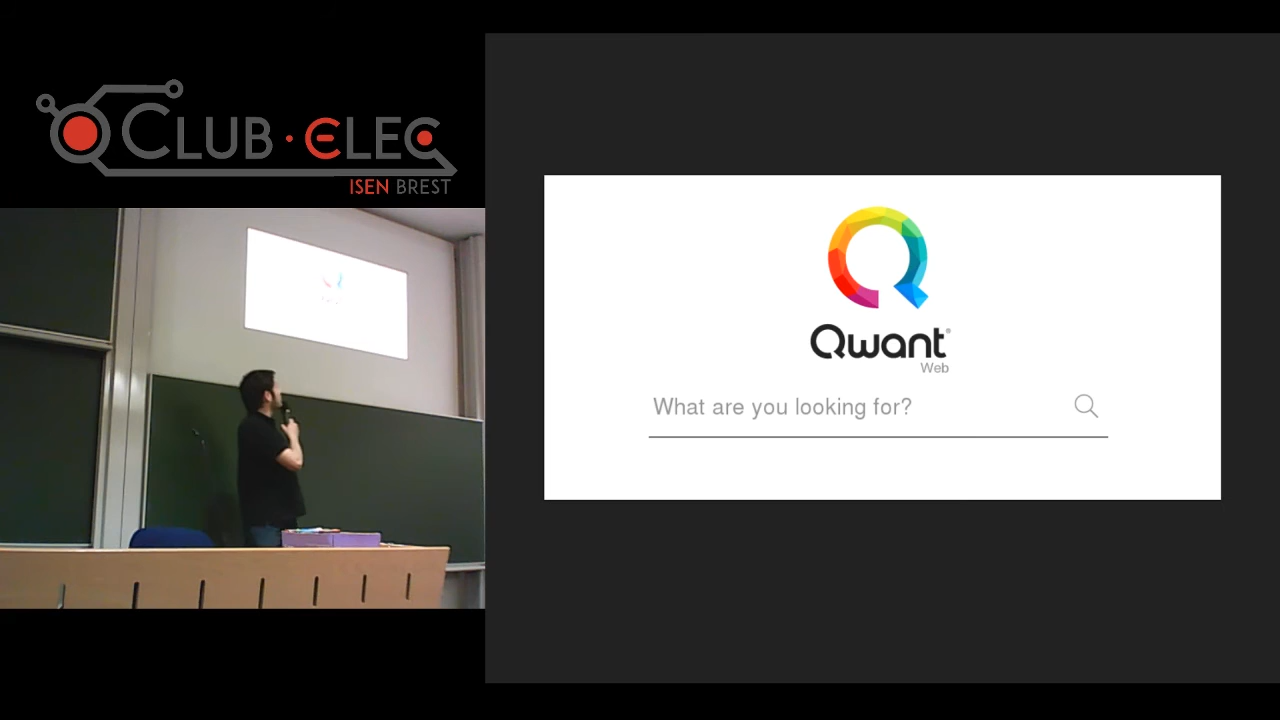 CLUB · ELEC
ISEN BREST
Qwant®
Web
What are you looking for?